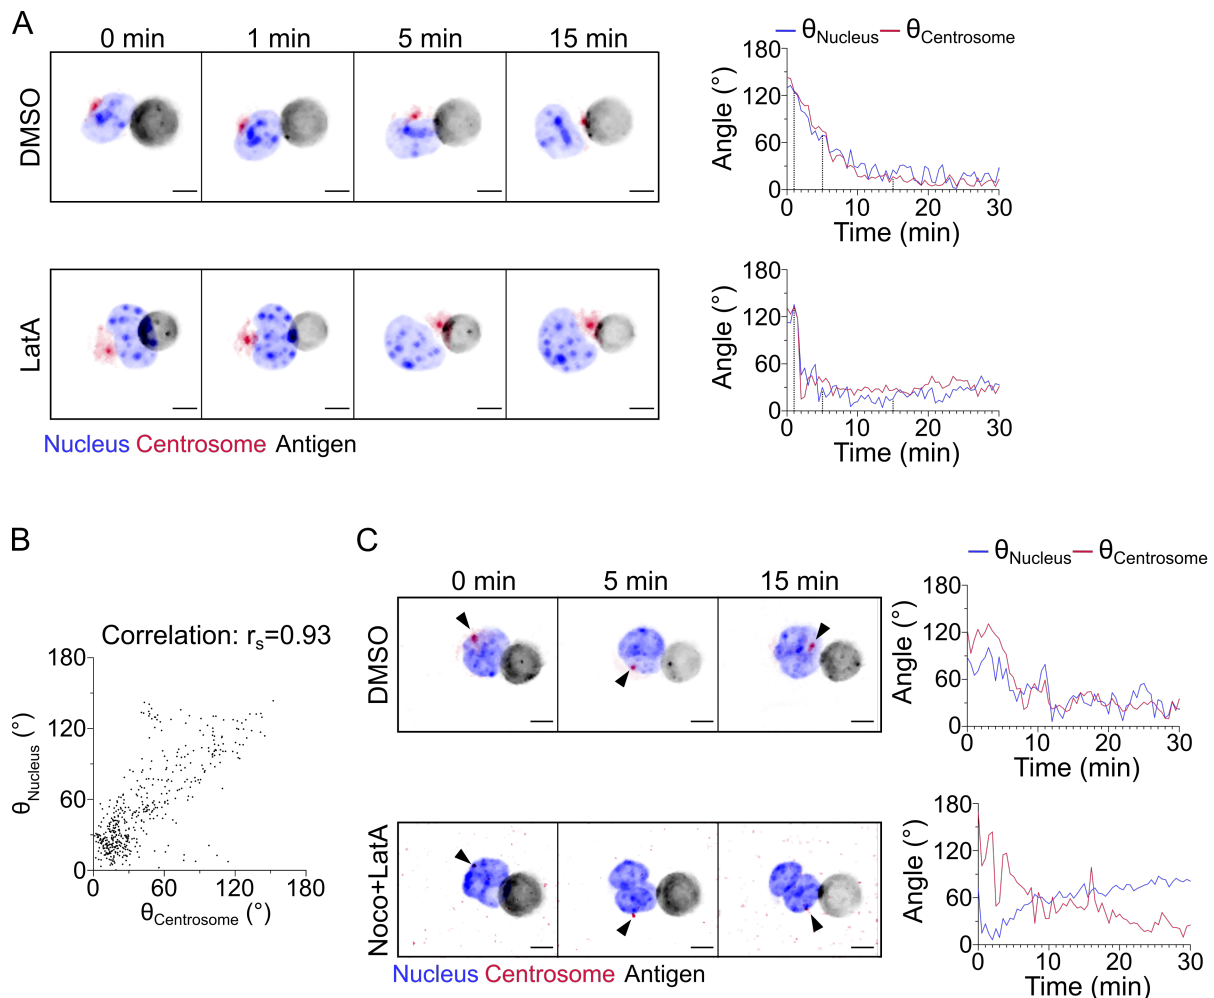 A
0 min 1 min 5 min 15 min
DMSO
θNucleus θCentrosome
180
120
60
0
Angle (°)
0 10 20 30
Time (min)
LatA
180
120
60
0
Angle (°)
0 10 20 30
Time (min)
Nucleus Centrosome Antigen
B
Correlation: rs=0.93
180
120
60
0
θNucleus (°)
0 60 120 180
θCentrosome (°)
C
0 min 5 min 15 min
DMSO
θNucleus θCentrosome
180
120
60
0
Angle (°)
0 10 20 30
Time (min)
Noco+LatA
180
120
60
0
Angle (°)
0 10 20 30
Time (min)
Nucleus Centrosome Antigen